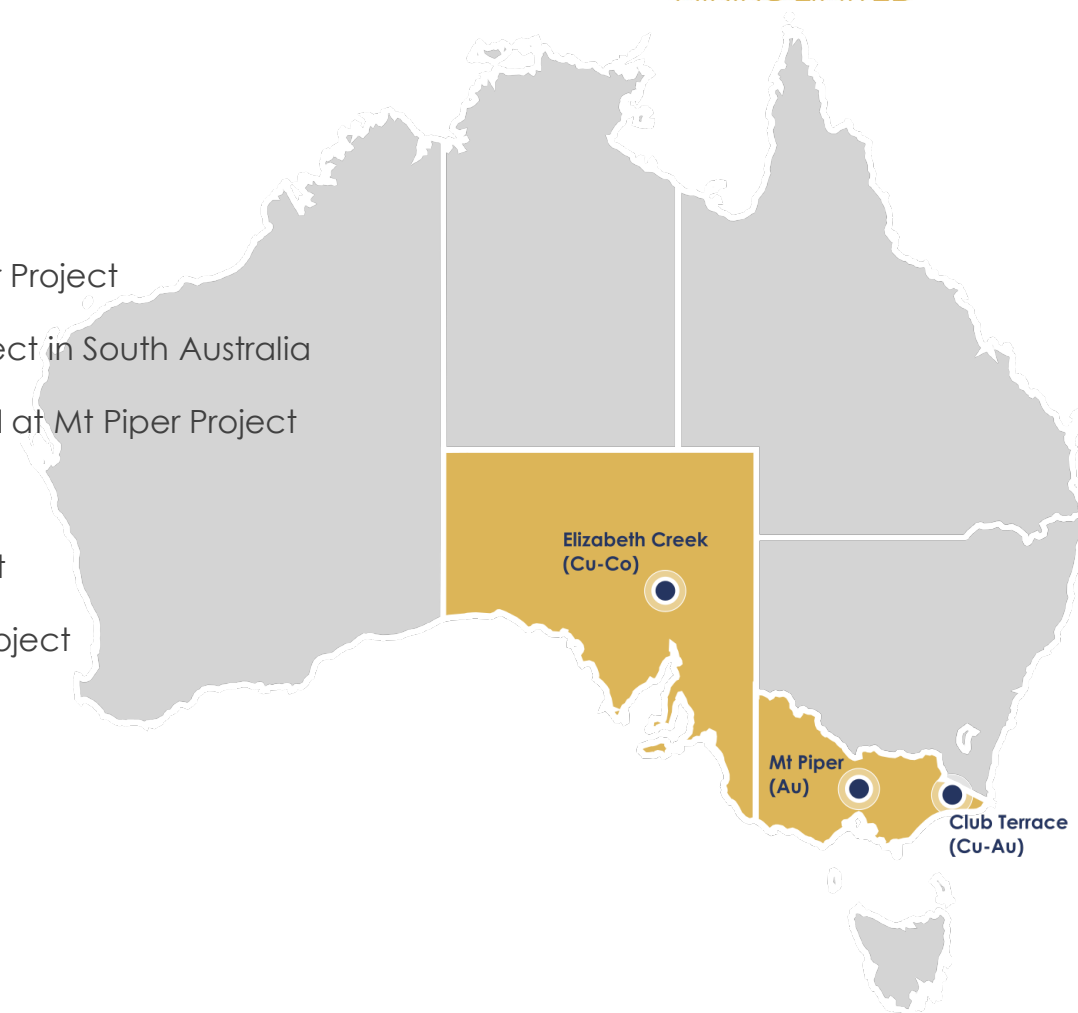 r Project
ect in South Australia
l at Mt Piper Project
t
oject
Elizabeth Creek
(Cu-Co)
Mt Piper
(Au)
Club Terrace
(Cu-Au)